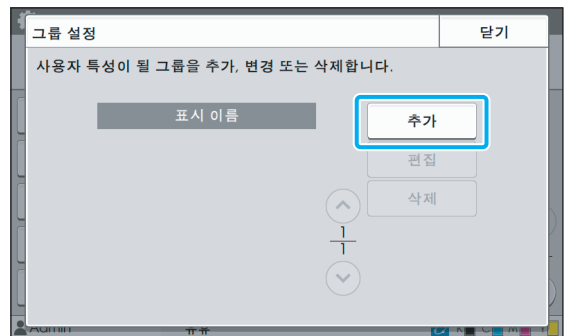 그룹 설정
닫기
사용자 특성이 될 그룹을 추가, 변경 또는 삭제합니다.
표시 이름
추가
편집
삭제
1
1
Admin
K C M Y